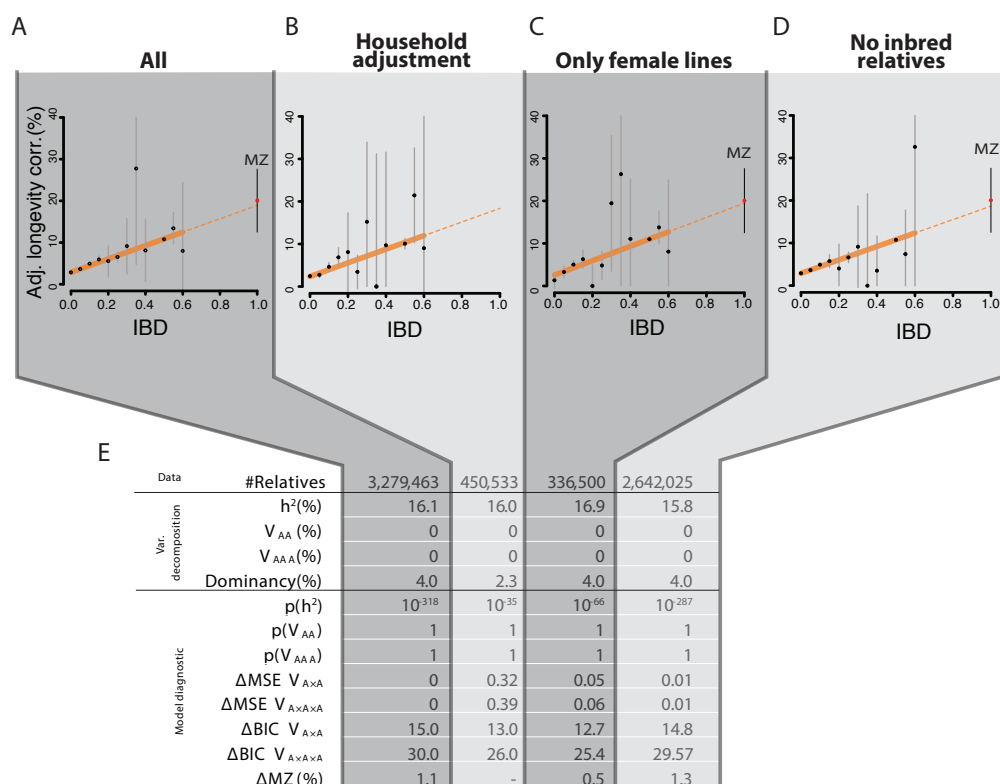 A
B
C
D
All
Household
adjustment
Only female lines
No inbred
relatives
Adj. longevity corr.(%)
0 10 20 30 40
0.0 0.2 0.4 0.6 1.0
IBD
MZ
0 10 20 30 40
0.0 0.2 0.4 0.6 1.0
IBD
0 10 20 30 40
0.0 0.2 0.4 0.6 1.0
IBD
MZ
0 10 20 30 40
0.0 0.2 0.4 0.6 1.0
IBD
MZ
E
Data #Relatives 3,279,463 450,533 336,500 2,642,025
Var.
decomposition
h²(%) 16.1 16.0 16.9 15.8
V AA (%) 0 0 0 0
V AAA(%) 0 0 0 0
Dominancy(%) 4.0 2.3 4.0 4.0
Model diagnostic
p(h²) 10⁻³¹⁸ 10⁻³⁵ 10⁻⁶⁶ 10⁻²⁸⁷
p(V AA) 1 1 1 1
p(V AAA) 1 1 1 1
ΔMSE V A×A 0 0.32 0.05 0.01
ΔMSE V A×A×A 0 0.39 0.06 0.01
ΔBIC V A×A 15.0 13.0 12.7 14.8
ΔBIC V A×A×A 30.0 26.0 25.4 29.57
ΔMZ (%) 1.1 - 0.5 1.3